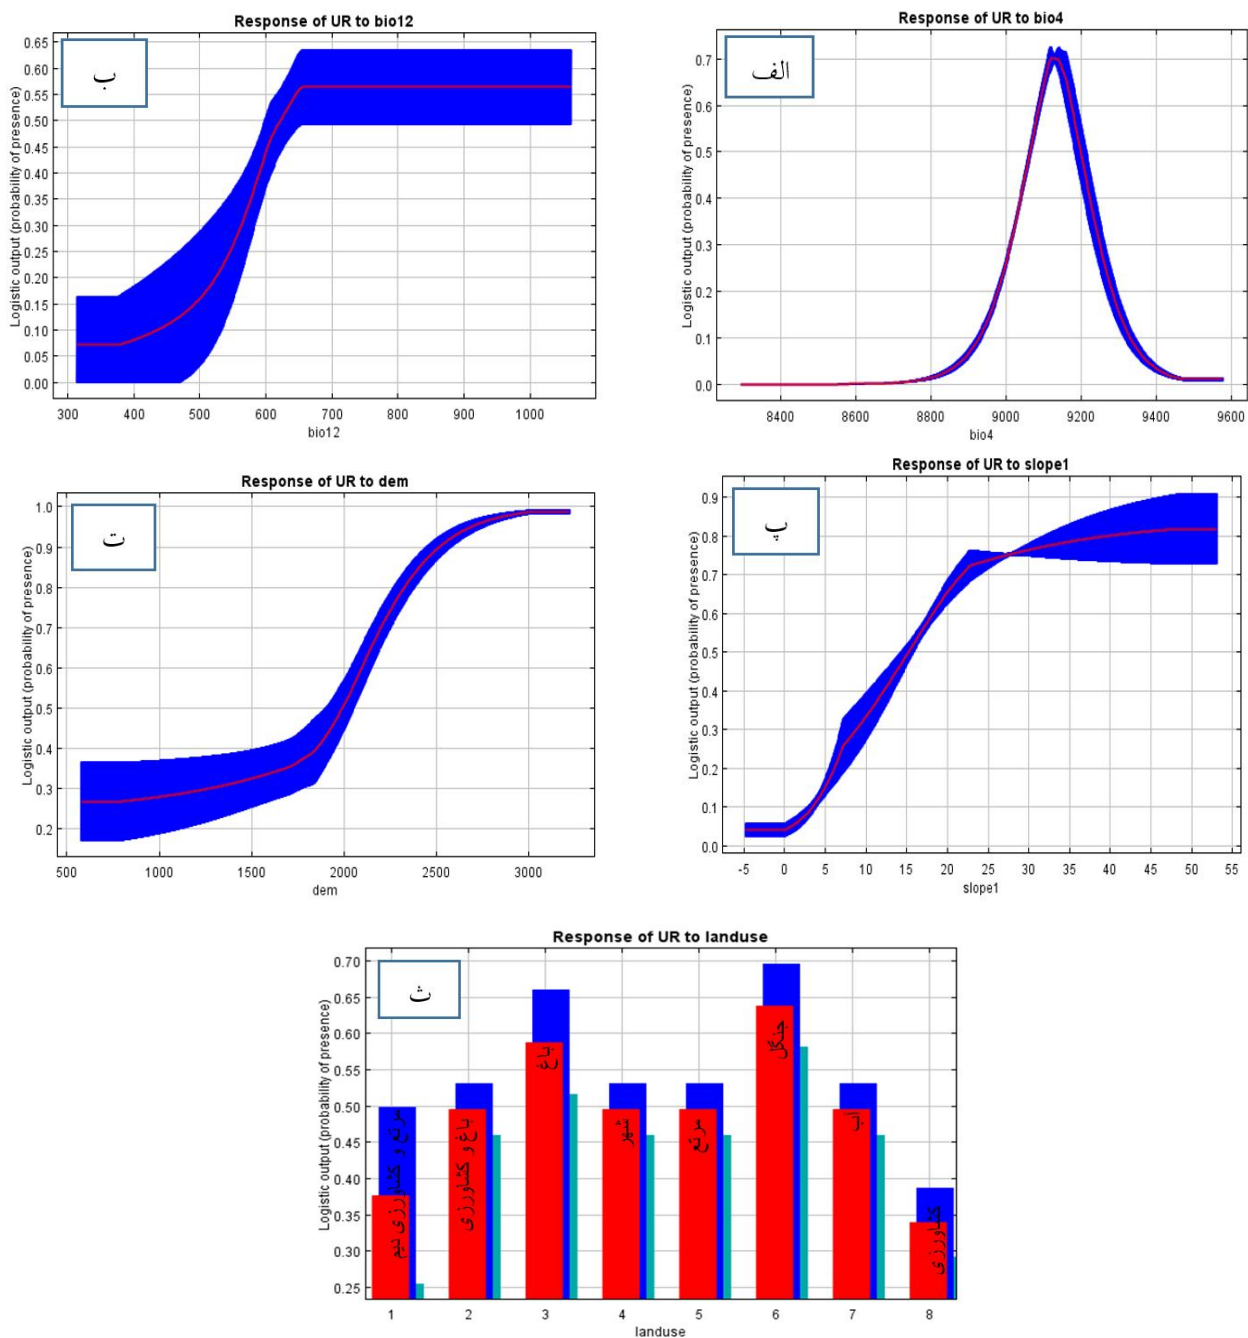 Response of UR to bio12
ب
Logistic output (probability of presence)
0.65
0.60
0.55
0.50
0.45
0.40
0.35
0.30
0.25
0.20
0.15
0.10
0.05
0.00
300 400 500 600 700 800 900 1000
bio12
Response of UR to bio4
الف
Logistic output (probability of presence)
0.7
0.6
0.5
0.4
0.3
0.2
0.1
0.0
8400 8600 8800 9000 9200 9400 9600
bio4
Response of UR to dem
ت
Logistic output (probability of presence)
1.0
0.9
0.8
0.7
0.6
0.5
0.4
0.3
0.2
500 1000 1500 2000 2500 3000
dem
Response of UR to slope1
پ
Logistic output (probability of presence)
0.9
0.8
0.7
0.6
0.5
0.4
0.3
0.2
0.1
0.0
-5 0 5 10 15 20 25 30 35 40 45 50 55
slope1
Response of UR to landuse
ث
Logistic output (probability of presence)
0.70
0.65
0.60
0.55
0.50
0.45
0.40
0.35
0.30
0.25
مرتع و کشاورزی دیم
باغ و کشاورزی
باغ
شهر
مرتع
جنگل
آب
کشاورزی
1 2 3 4 5 6 7 8
landuse